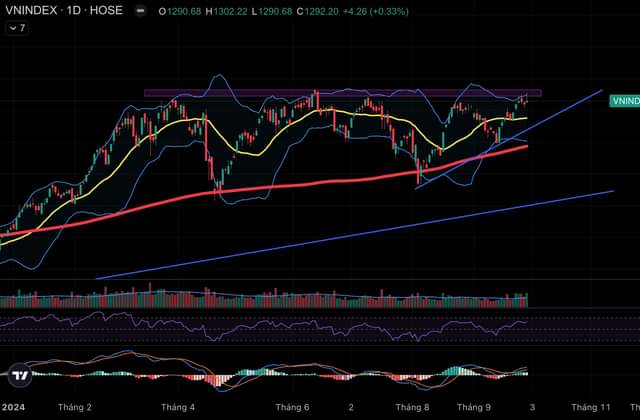 VNINDEX · 1D · HOSE O1290.68 H1302.22 L1290.68 C1292.20 +4.26 (+0.33%)
7
VNIND
2024 Tháng 2 Tháng 4 Tháng 6 2 Tháng 8 Tháng 9 3 Tháng 11 Th